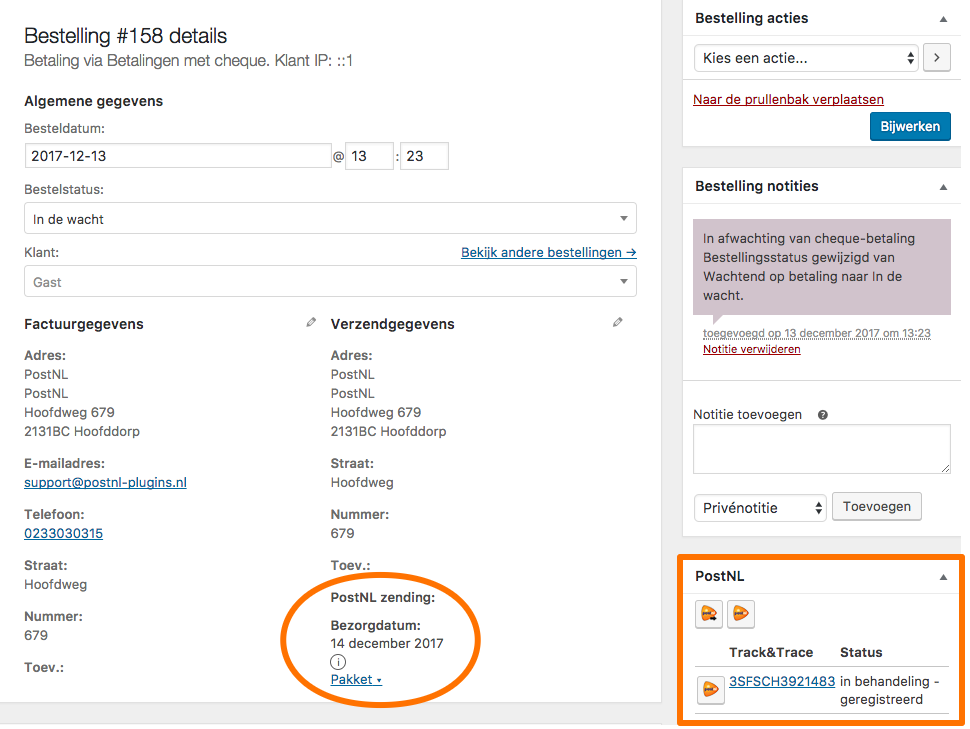 Bestelling #158 details
Betaling via Betalingen met cheque. Klant IP: ::1
Algemene gegevens
Besteldatum:
2017-12-13 @ 13 : 23
Bestelstatus:
In de wacht
Klant: Bekijk andere bestellingen →
Gast
Factuurgegevens
Adres:
PostNL
PostNL
Hoofdweg 679
2131BC Hoofddorp
E-mailadres:
support@postnl-plugins.nl
Telefoon:
0233030315
Straat:
Hoofdweg
Nummer:
679
Toev.:
Verzendgegevens
Adres:
PostNL
PostNL
Hoofdweg 679
2131BC Hoofddorp
Straat:
Hoofdweg
Nummer:
679
Toev.:
PostNL zending:
Bezorgdatum:
14 december 2017
Pakket
Bestelling acties
Kies een actie...
Naar de prullenbak verplaatsen
Bijwerken
Bestelling notities
In afwachting van cheque-betaling
Bestellingsstatus gewijzigd van
Wachtend op betaling naar In de
wacht.
toegevoegd op 13 december 2017 om 13:23
Notitie verwijderen
Notitie toevoegen
Privénotitie
Toevoegen
PostNL
Track&Trace Status
3SFSCH3921483 in behandeling -
geregistreerd